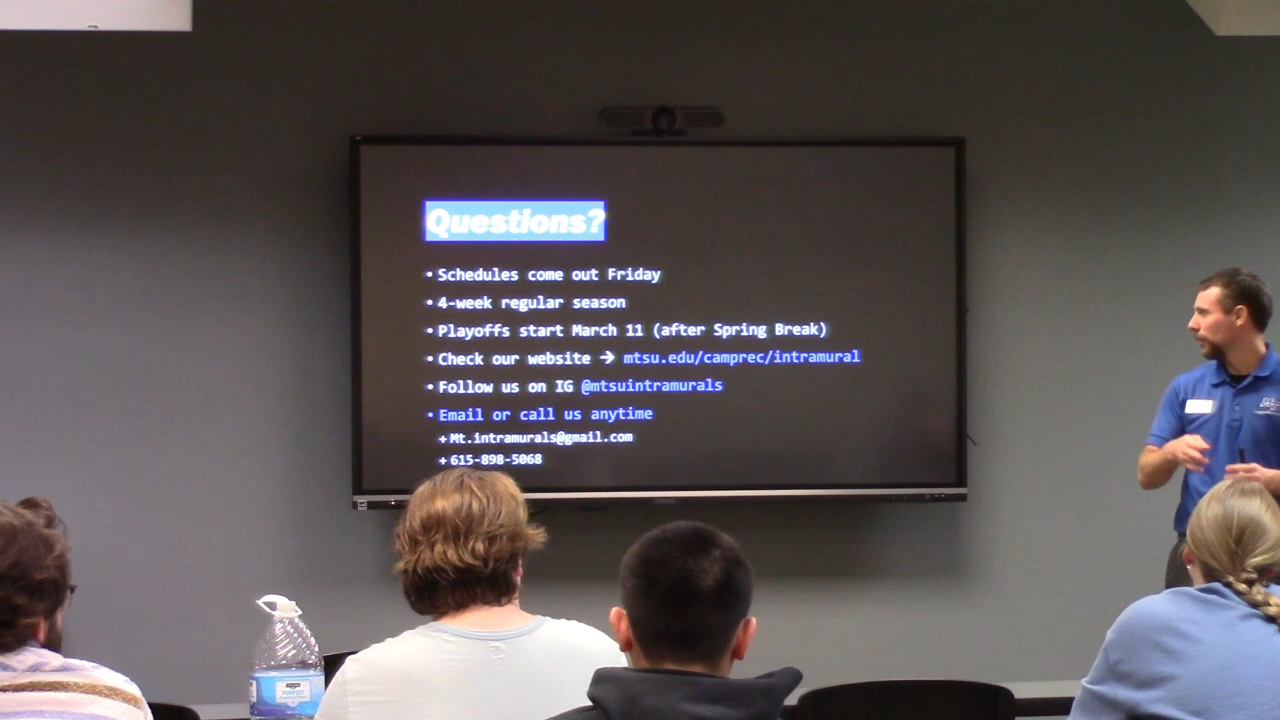 Questions?
• Schedules come out Friday
• 4-week regular season
• Playoffs start March 11 (after Spring Break)
• Check our website → mtsu.edu/camprec/intramural
• Follow us on IG @mtsuintramurals
• Email or call us anytime
+ Mt.intramurals@gmail.com
+ 615-898-5068
PURIFIED